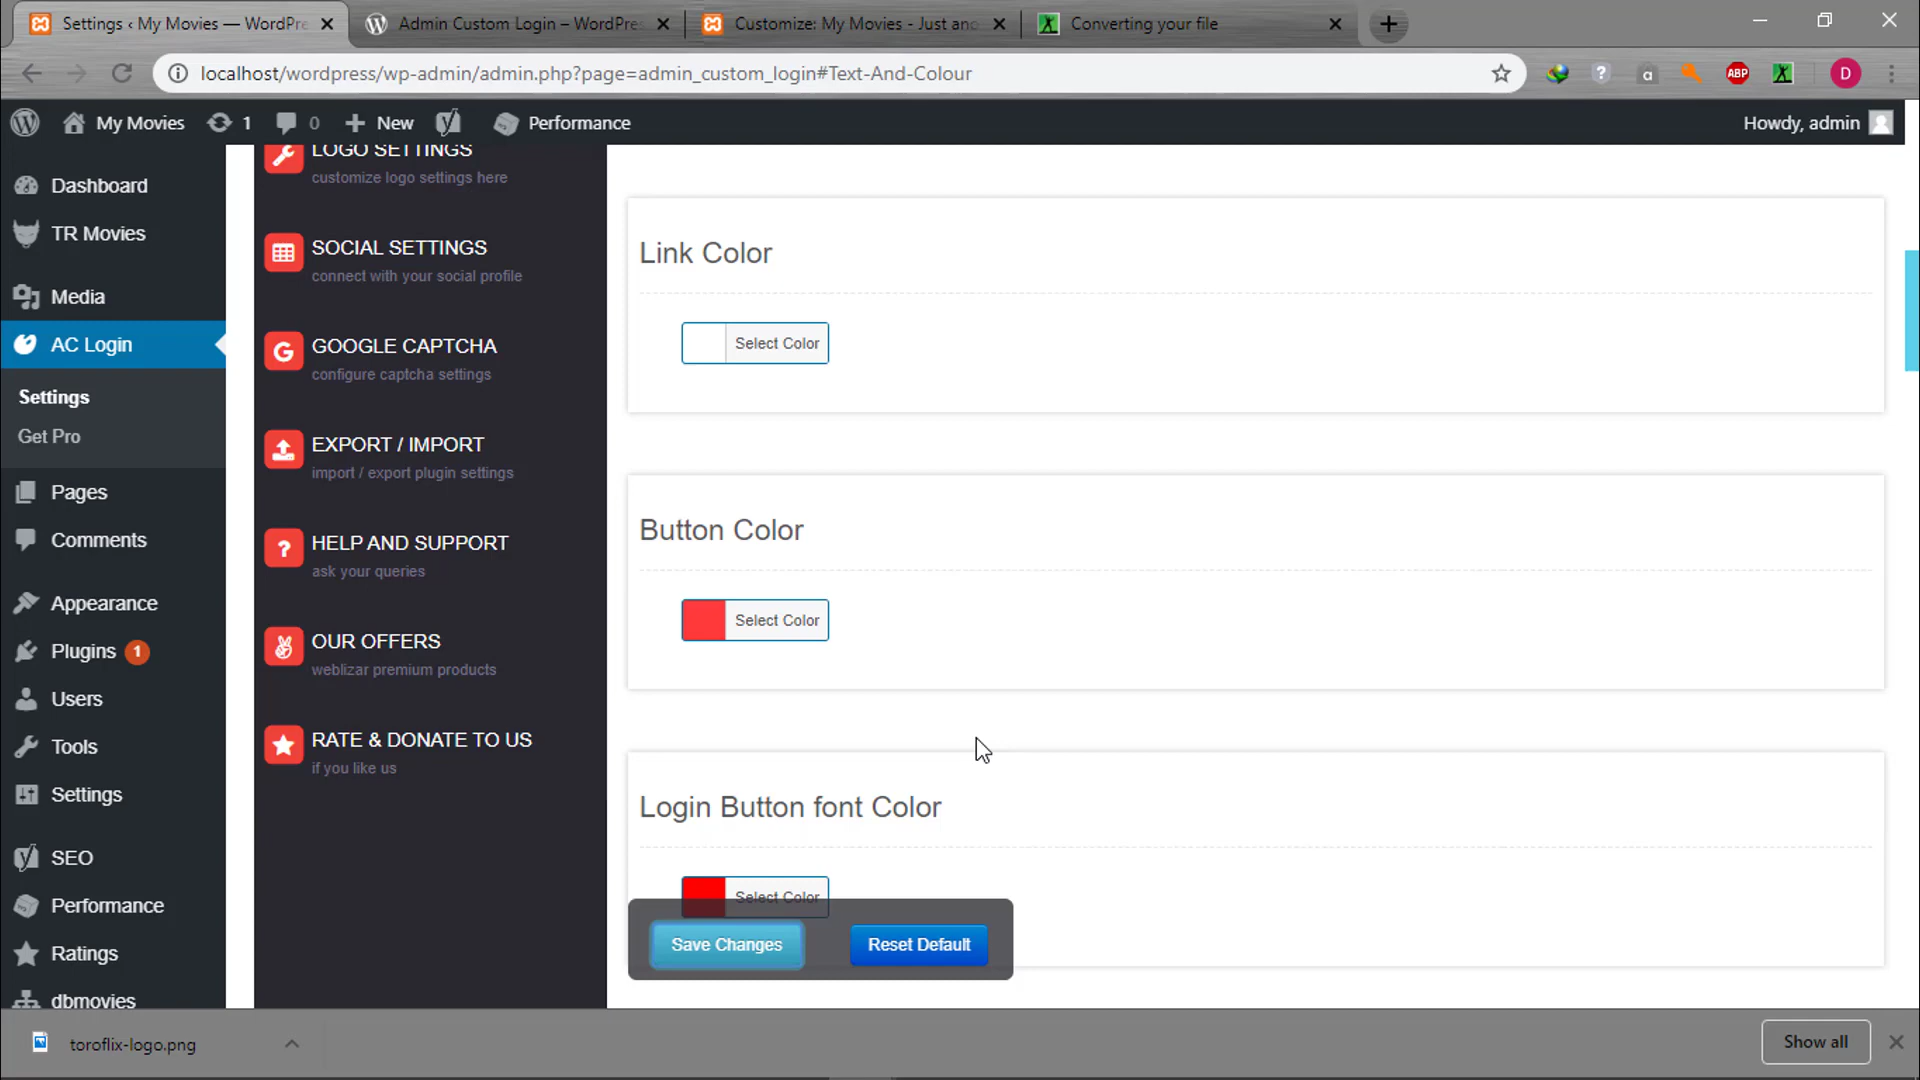 Settings ‹ My Movies — WordPre
Admin Custom Login – WordPre
Customize: My Movies - Just ano
Converting your file
localhost/wordpress/wp-admin/admin.php?page=admin_custom_login#Text-And-Colour
a
ABP
D
My Movies
1
0
New
Performance
Howdy, admin
Dashboard
TR Movies
Media
AC Login
Settings
Get Pro
Pages
Comments
Appearance
Plugins 1
Users
Tools
Settings
SEO
Performance
Ratings
dbmovies
LOGO SETTINGS
customize logo settings here
SOCIAL SETTINGS
connect with your social profile
GOOGLE CAPTCHA
configure captcha settings
EXPORT / IMPORT
import / export plugin settings
HELP AND SUPPORT
ask your queries
OUR OFFERS
weblizar premium products
RATE & DONATE TO US
if you like us
Link Color
Select Color
Button Color
Select Color
Login Button font Color
Select Color
Save Changes
Reset Default
toroflix-logo.png
Show all